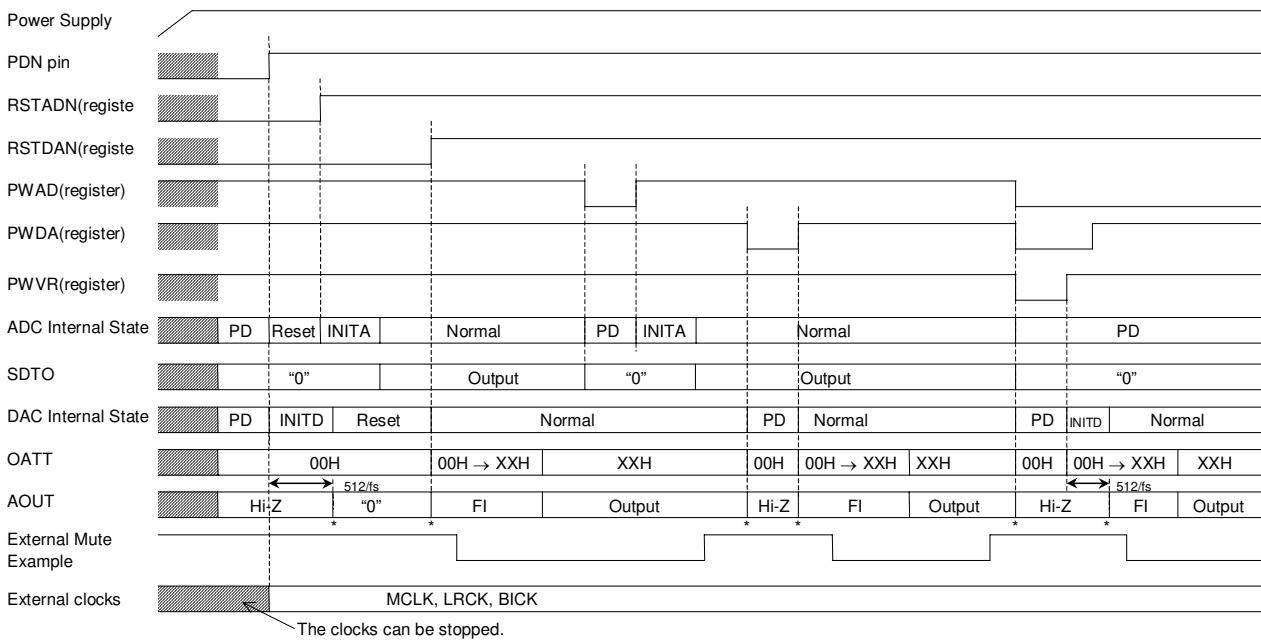 Power Supply
PDN pin
RSTADN(registe
RSTDAN(registe
PWAD(register)
PWDA(register)
PWVR(register)
ADC Internal State PD Reset INITA Normal PD INITA Normal PD
SDTO “0” Output “0” Output “0”
DAC Internal State PD INITD Reset Normal PD Normal PD INITD Normal
OATT 00H 00H → XXH XXH 00H 00H → XXH XXH 00H 00H → XXH XXH
512/fs 512/fs
AOUT Hi-Z “0” FI Output Hi-Z FI Output Hi-Z FI Output
* * * * * *
External Mute
Example
External clocks MCLK, LRCK, BICK
The clocks can be stopped.